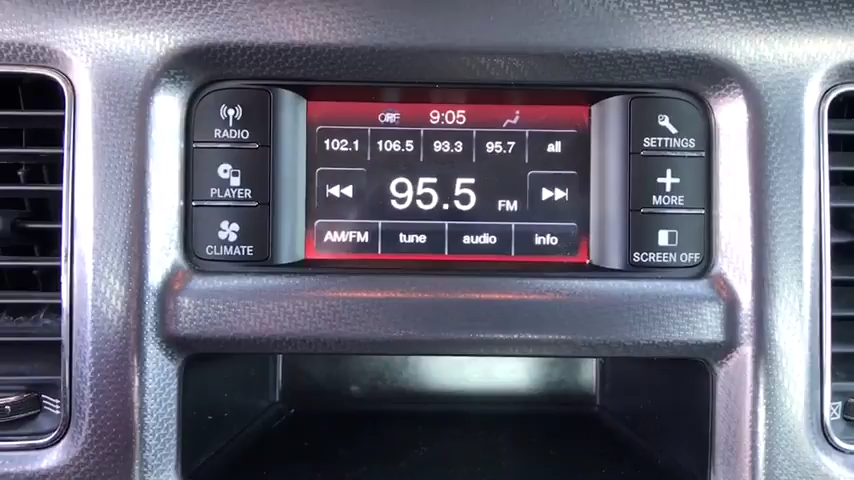 RADIO
PLAYER
CLIMATE
OFF 9:05
102.1 106.5 93.3 95.7 all
95.5 FM
AM/FM tune audio info
SETTINGS
MORE
SCREEN OFF